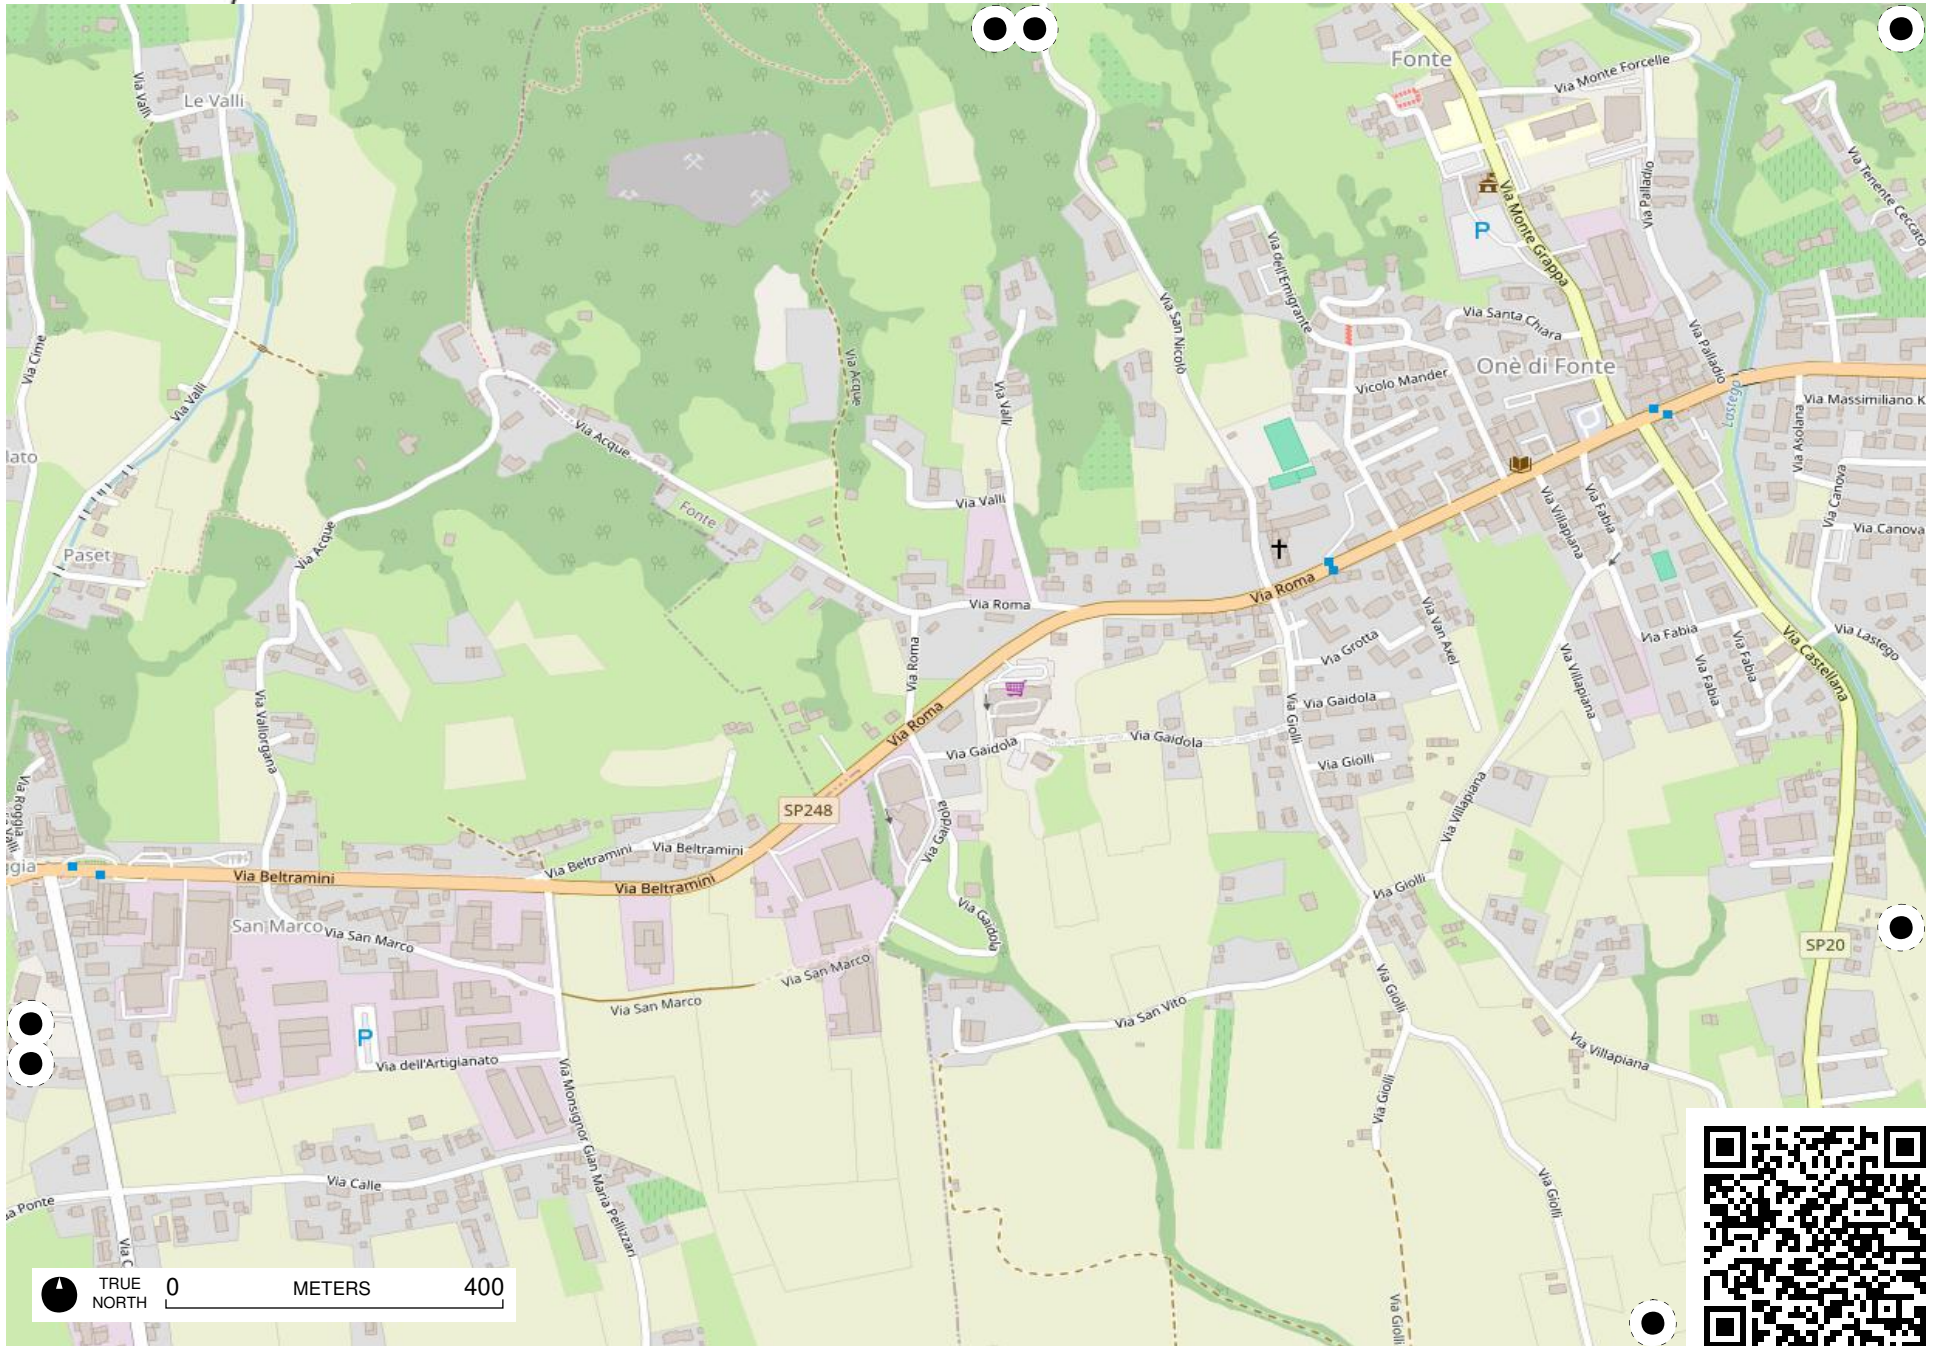 Fonte
Via Monte Forcelle
Via Valli
Le Valli
Via Tenente Ceccato
Via Palladio
Via Monte Grappa
P
Via dell'Emigrante
Via San Nicolò
Via Santa Chiara
Via Palladio
Via Cime
Via Acque
Onè di Fonte
Vicolo Mander
Via Valli
Via Valli
Via Massimiliano K
Lastego
Via Asolana
Via Acque
lato
Via Valli
Fonte
Via Villapiana
Via Fabia
Via Canova
Via Canova
Paset
Via Acque
Via Roma
Via Roma
Via Van Axel
Via Grotta
Via Fabia
Via Fabia
Via Fabia
Via Castellana
Via Lastego
Via Roma
Via Villapiana
Via Vallorgana
Via Gaidola
Via Giolli
Via Roma
Via Gaidola
Via Gaidola
Via Giolli
Via Roggia
Valli
SP248
Via Villapiana
Via Gaidola
ggia
Via Beltramini
Via Beltramini
Via Beltramini
Via Beltramini
Via Giolli
San Marco
Via San Marco
Via Gaidola
SP20
Via San Marco
Via San Marco
Via Giolli
Via San Vito
P
Via dell'Artigianato
Via Villapiana
Via Monsignor Gian Maria Pellizzari
Via Giolli
Via Calle
Via Giolli
a Ponte
Via C
Via Giolli
TRUE
NORTH
0 METERS 400